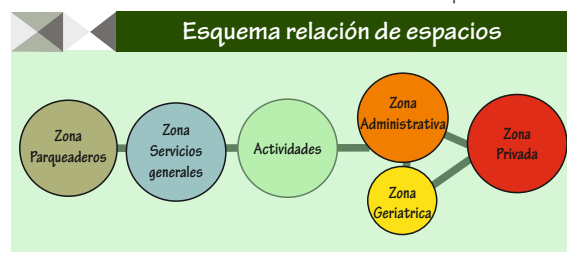 Esquema relación de espacios
Zona
Parqueaderos
Zona
Servicios
generales
Actividades
Zona
Administrativa
Zona
Geriatrica
Zona
Privada